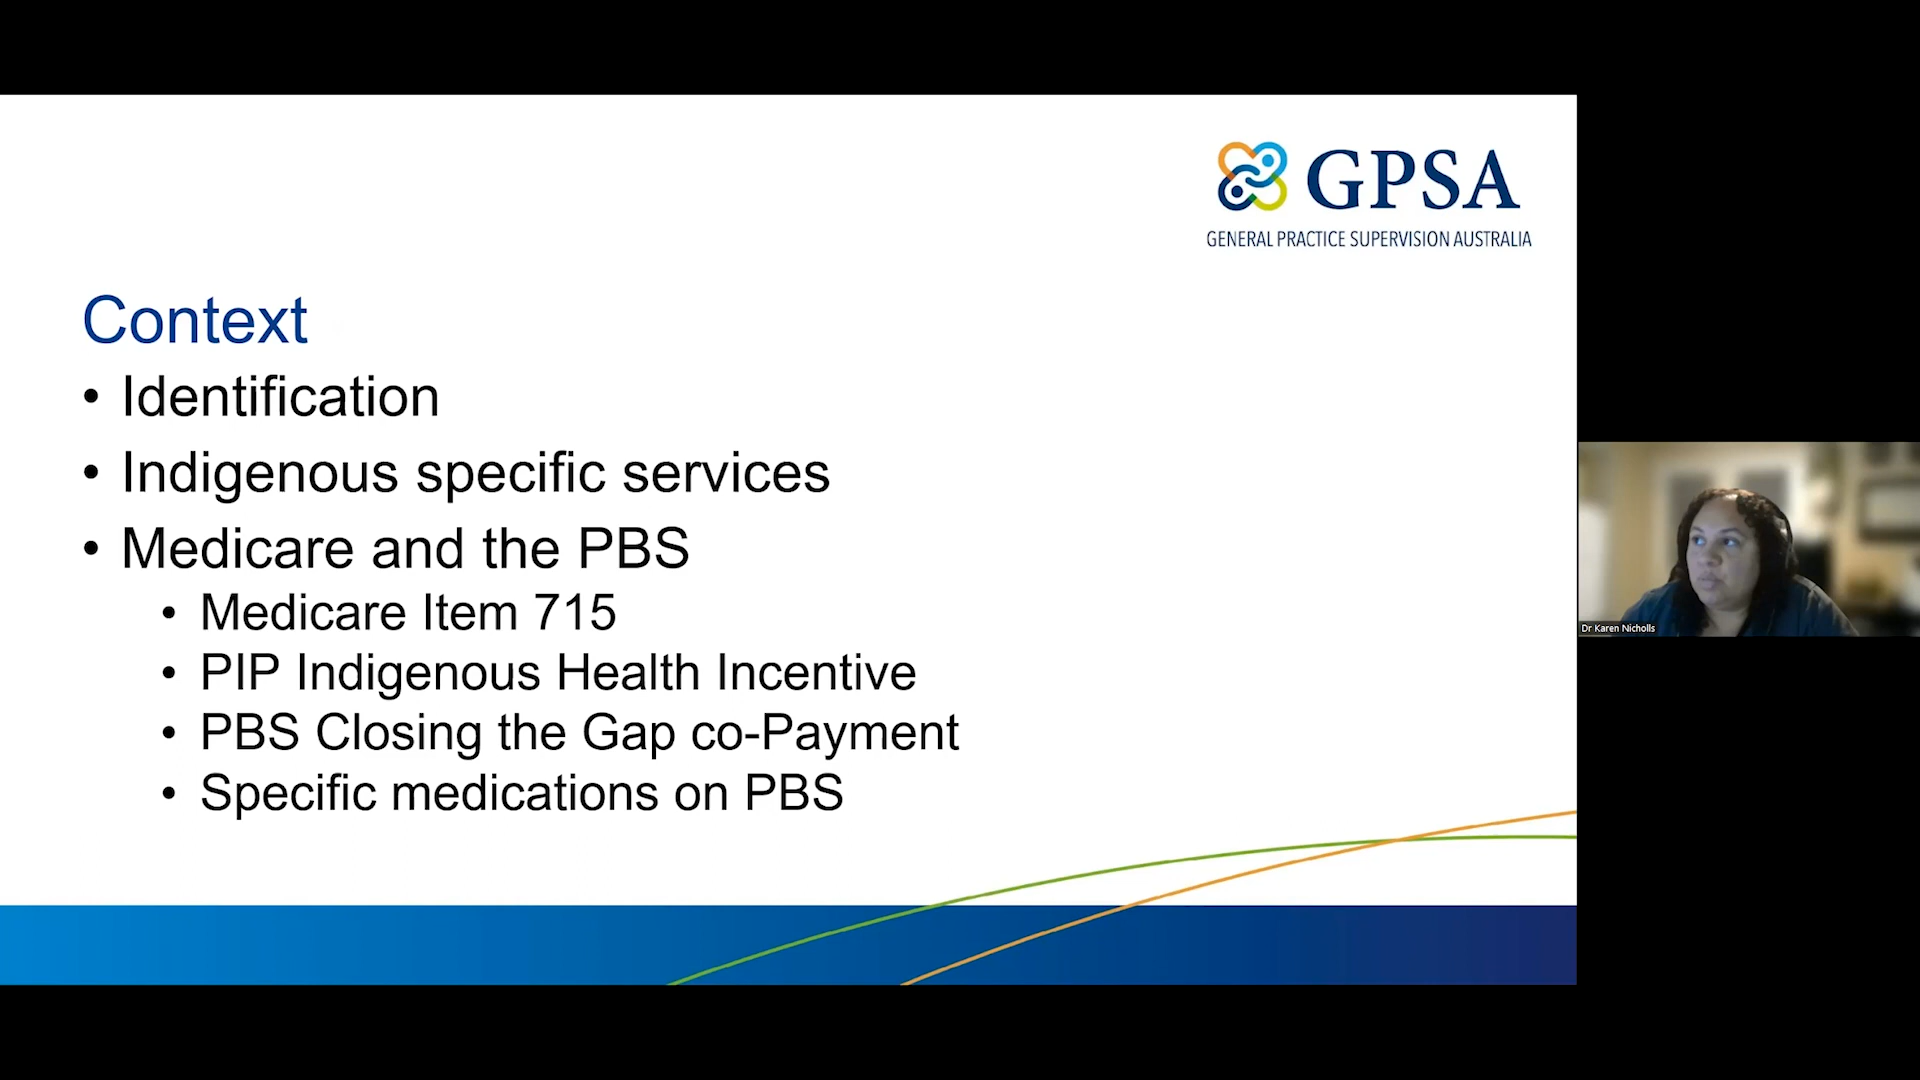 GPSA
GENERAL PRACTICE SUPERVISION AUSTRALIA
Context
• Identification
• Indigenous specific services
• Medicare and the PBS
• Medicare Item 715
• PIP Indigenous Health Incentive
• PBS Closing the Gap co-Payment
• Specific medications on PBS
Dr Karen Nicholls